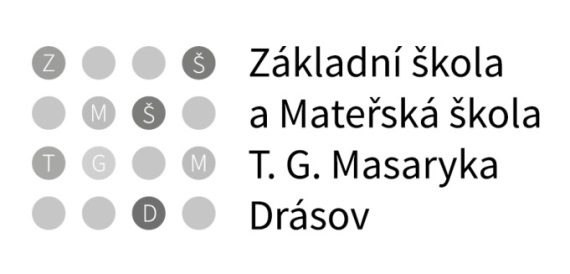 Z Š Základní škola
M Š a Mateřská škola
T G M T. G. Masaryka
D Drásov